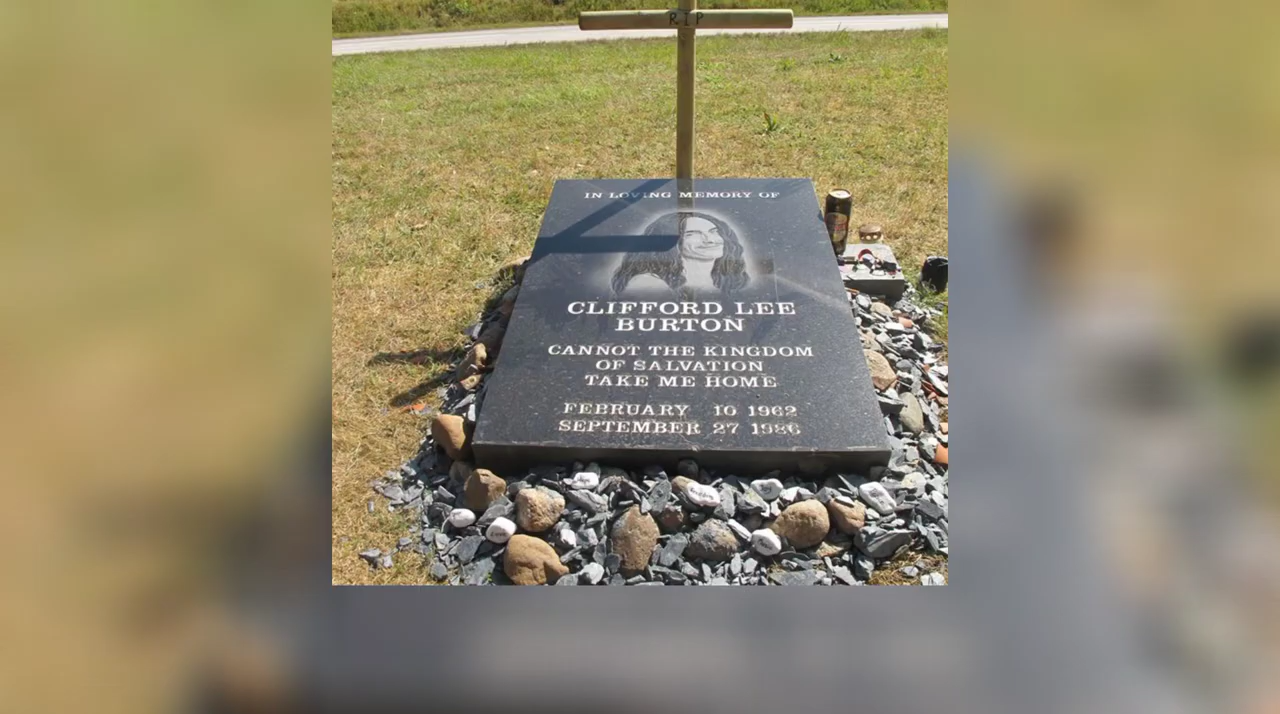 RIP
IN LOVING MEMORY OF
CLIFFORD LEE
BURTON
CANNOT THE KINGDOM
OF SALVATION
TAKE ME HOME
FEBRUARY 10 1962
SEPTEMBER 27 1986